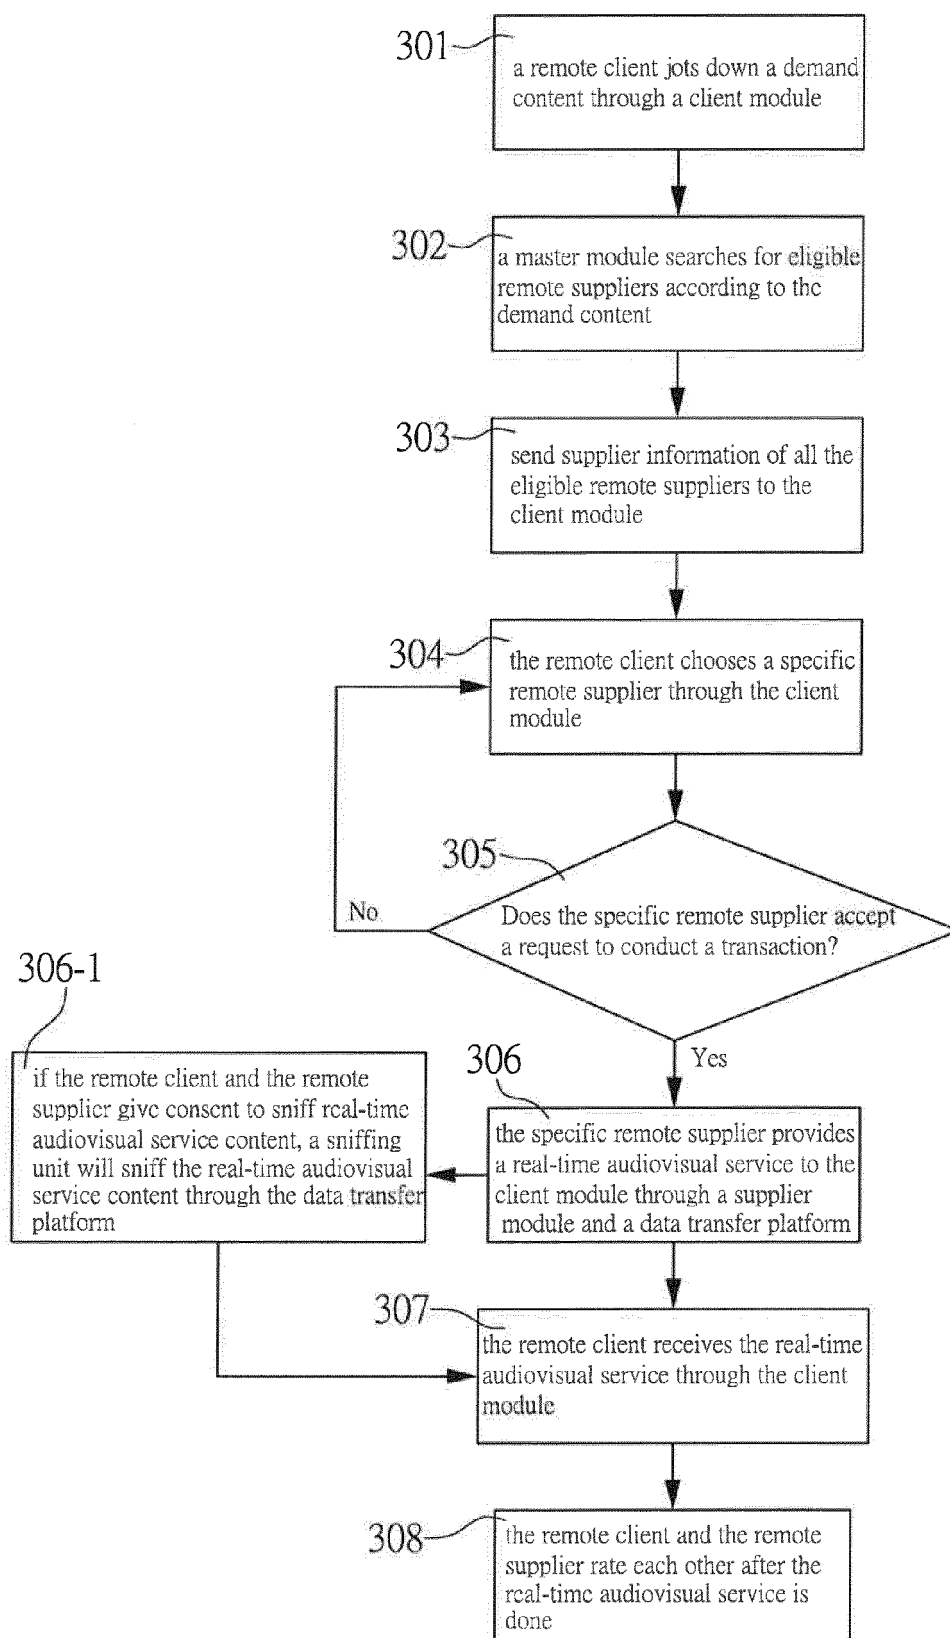 301
a remote client jots down a demand
content through a client module
302
a master module searches for eligible
remote suppliers according to the
demand content
303
send supplier information of all the
eligible remote suppliers to the
client module
304
the remote client chooses a specific
remote supplier through the client
module
305
No
Does the specific remote supplier accept
a request to conduct a transaction?
Yes
306-1
if the remote client and the remote
supplier give consent to sniff real-time
audiovisual service content, a sniffing
unit will sniff the real-time audiovisual
service content through the data transfer
platform
306
the specific remote supplier provides
a real-time audiovisual service to the
client module through a supplier
module and a data transfer platform
307
the remote client receives the real-time
audiovisual service through the client
module
308
the remote client and the remote
supplier rate each other after the
real-time audiovisual service is
done